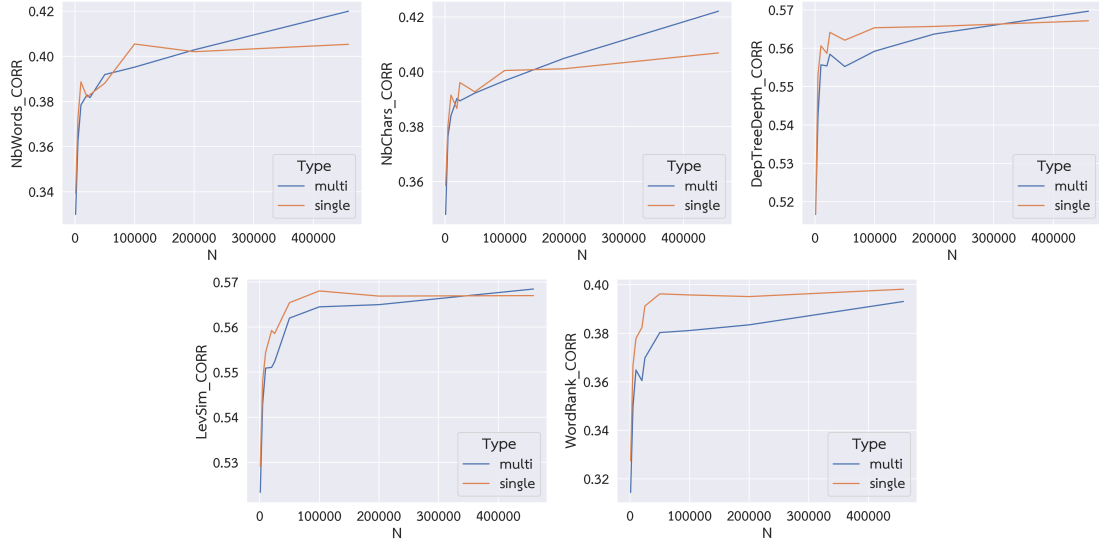 NbWords_CORR
0.42
0.40
0.38
0.36
0.34
Type
multi
single
0
100000
200000
300000
400000
N
NbChars_CORR
0.42
0.40
0.38
0.36
Type
multi
single
0
100000
200000
300000
400000
N
DepTreeDepth_CORR
0.57
0.56
0.55
0.54
0.53
0.52
Type
multi
single
0
100000
200000
300000
400000
N
LevSim_CORR
0.57
0.56
0.55
0.54
0.53
Type
multi
single
0
100000
200000
300000
400000
N
WordRank_CORR
0.40
0.38
0.36
0.34
0.32
Type
multi
single
0
100000
200000
300000
400000
N